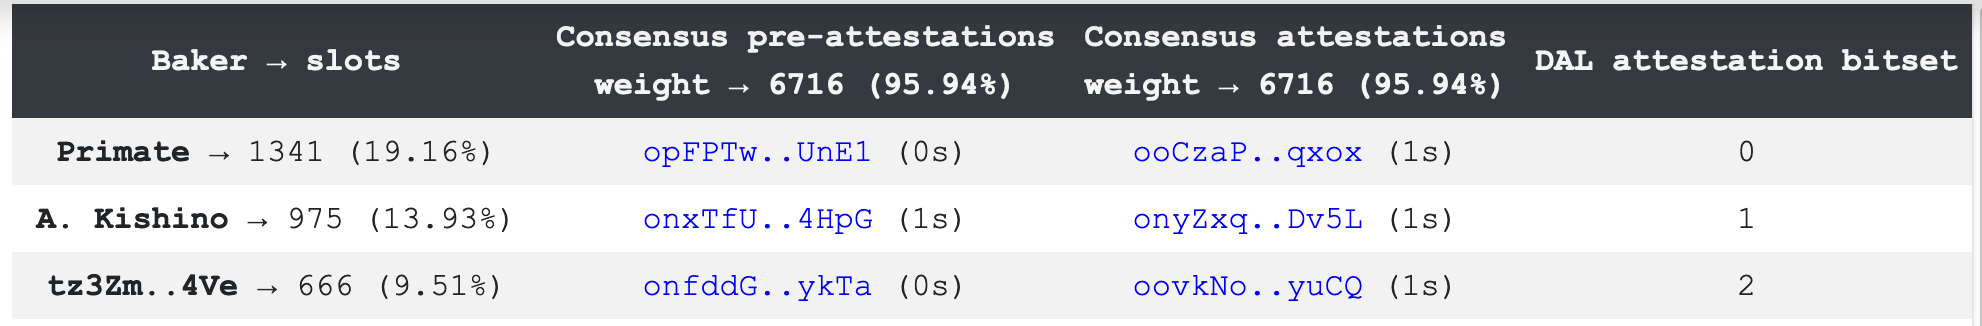 Baker → slots
Consensus pre-attestations
weight → 6716 (95.94%)
Consensus attestations
weight → 6716 (95.94%)
DAL attestation bitset
Primate → 1341 (19.16%) opFPTw..UnE1 (0s) ooCzaP..qxox (1s) 0
A. Kishino → 975 (13.93%) onxTfU..4HpG (1s) onyZxq..Dv5L (1s) 1
tz3Zm..4Ve → 666 (9.51%) onfddG..ykTa (0s) oovkNo..yuCQ (1s) 2